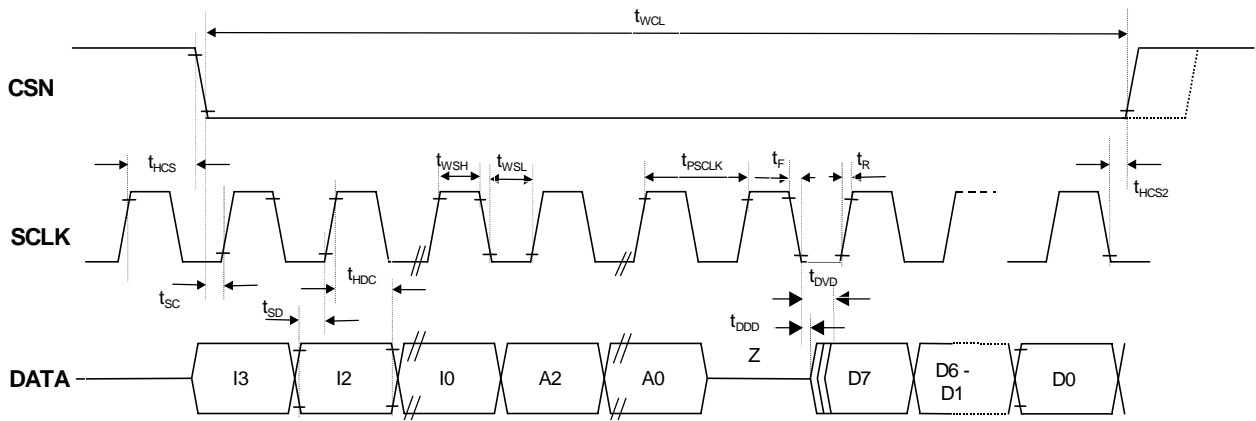 tWCL
CSN
tHCS
tWSH
tWSL
tPSCLK
tF
tR
tHCS2
SCLK
tSC
tSD
tHDC
tDVD
tDDD
DATA
I3
I2
I0
A2
A0
Z
D7
D6 -
D1
D0